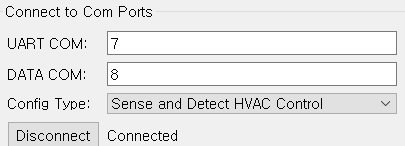 Connect to Com Ports
UART COM: 7
DATA COM: 8
Config Type: Sense and Detect HVAC Control
Disconnect Connected